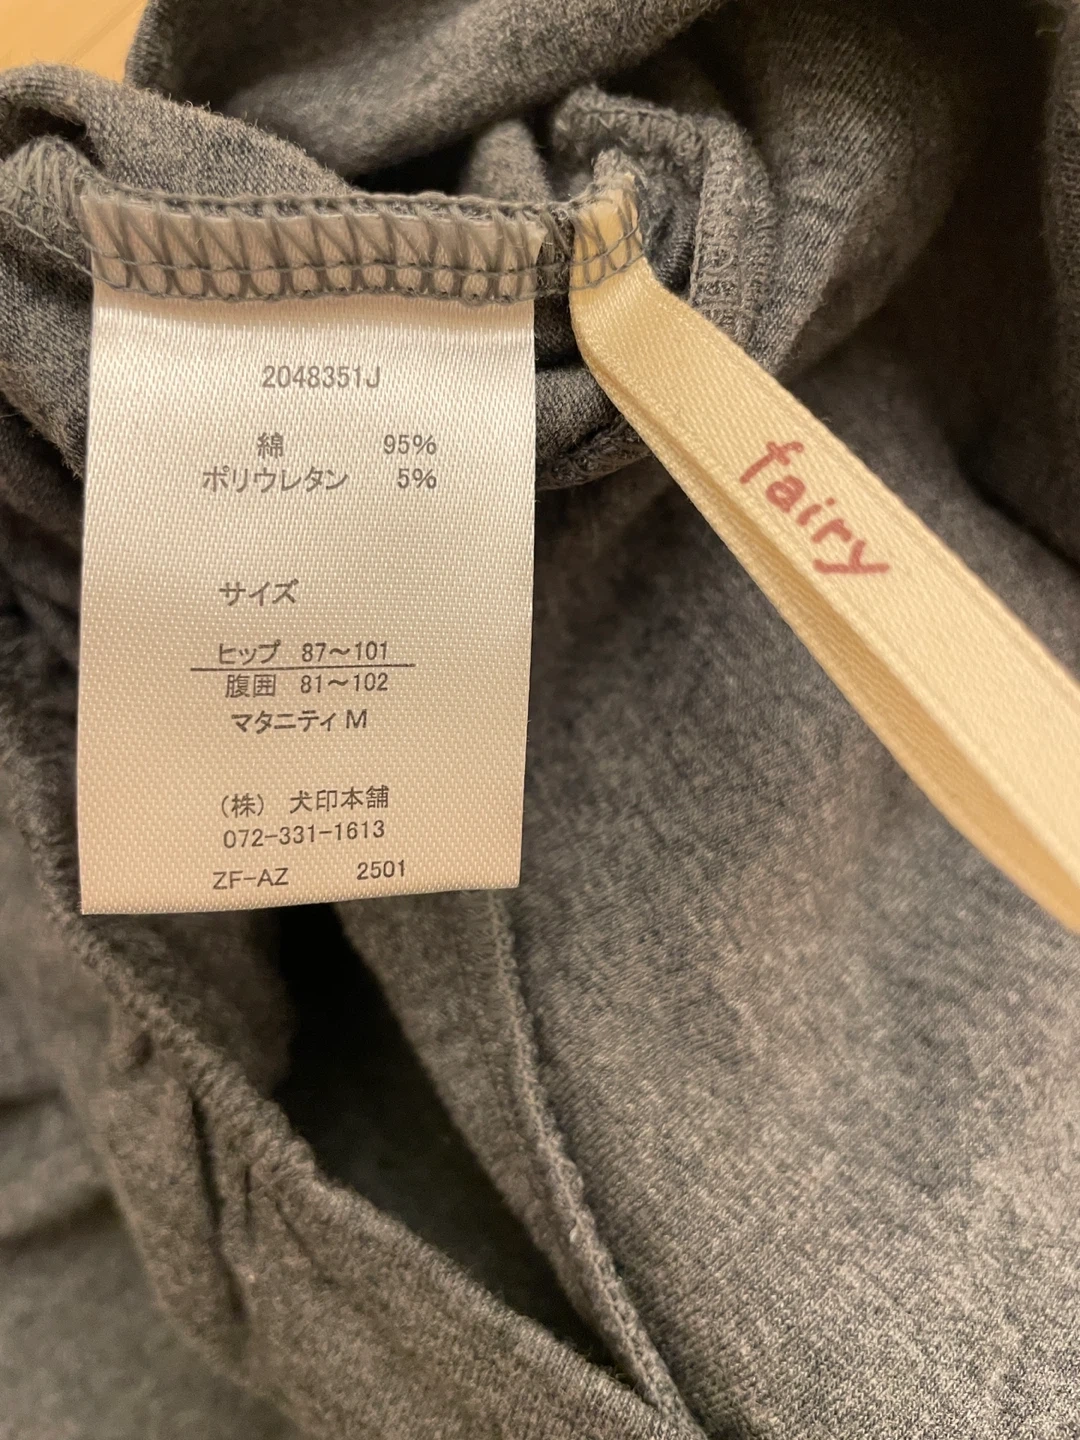 2048351J
綿 95%
ポリウレタン 5%
サイズ
ヒップ 87～101
腹囲 81～102
マタニティ M
（株） 犬印本舗
072-331-1613
ZF-AZ 2501
fairy